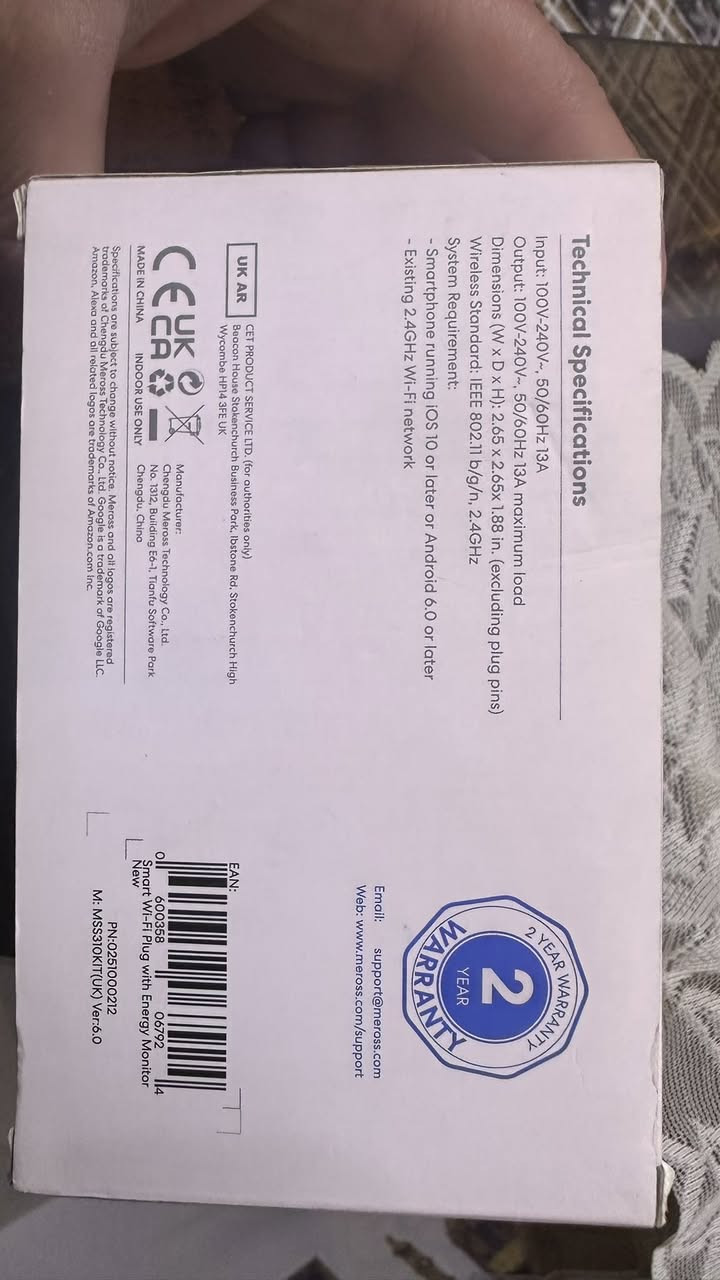 Technical Specifications
Input: 100V-240V~, 50/60Hz 13A
Output: 100V-240V~, 50/60Hz 13A maximum load
Dimensions (W x D x H): 2.65 x 2.65x 1.88 in. (excluding plug pins)
Wireless Standard: IEEE 802.11 b/g/n, 2.4GHz
System Requirement:
- Smartphone running iOS 10 or later or Android 6.0 or later
- Existing 2.4GHz Wi-Fi network
UK AR
CET PRODUCT SERVICE LTD. (for authorities only)
Beacon House Stokenchurch Business Park, Ibstone Rd, Stokenchurch High
Wycombe HP14 3FE UK
CE UK
CA
Manufacturer:
Chengdu Meross Technology Co., Ltd.
No. 1312, Building E6-1, Tianfu Software Park
Chengdu, China
MADE IN CHINA INDOOR USE ONLY
Specifications are subject to change without notice. Meross and all logos are registered
trademarks of Chengdu Meross Technology Co., Ltd. Google is a trademark of Google LLC.
Amazon, Alexa and all related logos are trademarks of Amazon.com Inc.
2 YEAR WARRANTY
2
YEAR
WARRANTY
Email: support@meross.com
Web: www.meross.com/support
EAN:
0 600358 06792 4
Smart Wi-Fi Plug with Energy Monitor
New
PN:0251000212
M: MSS310KIT(UK) Ver:6.0